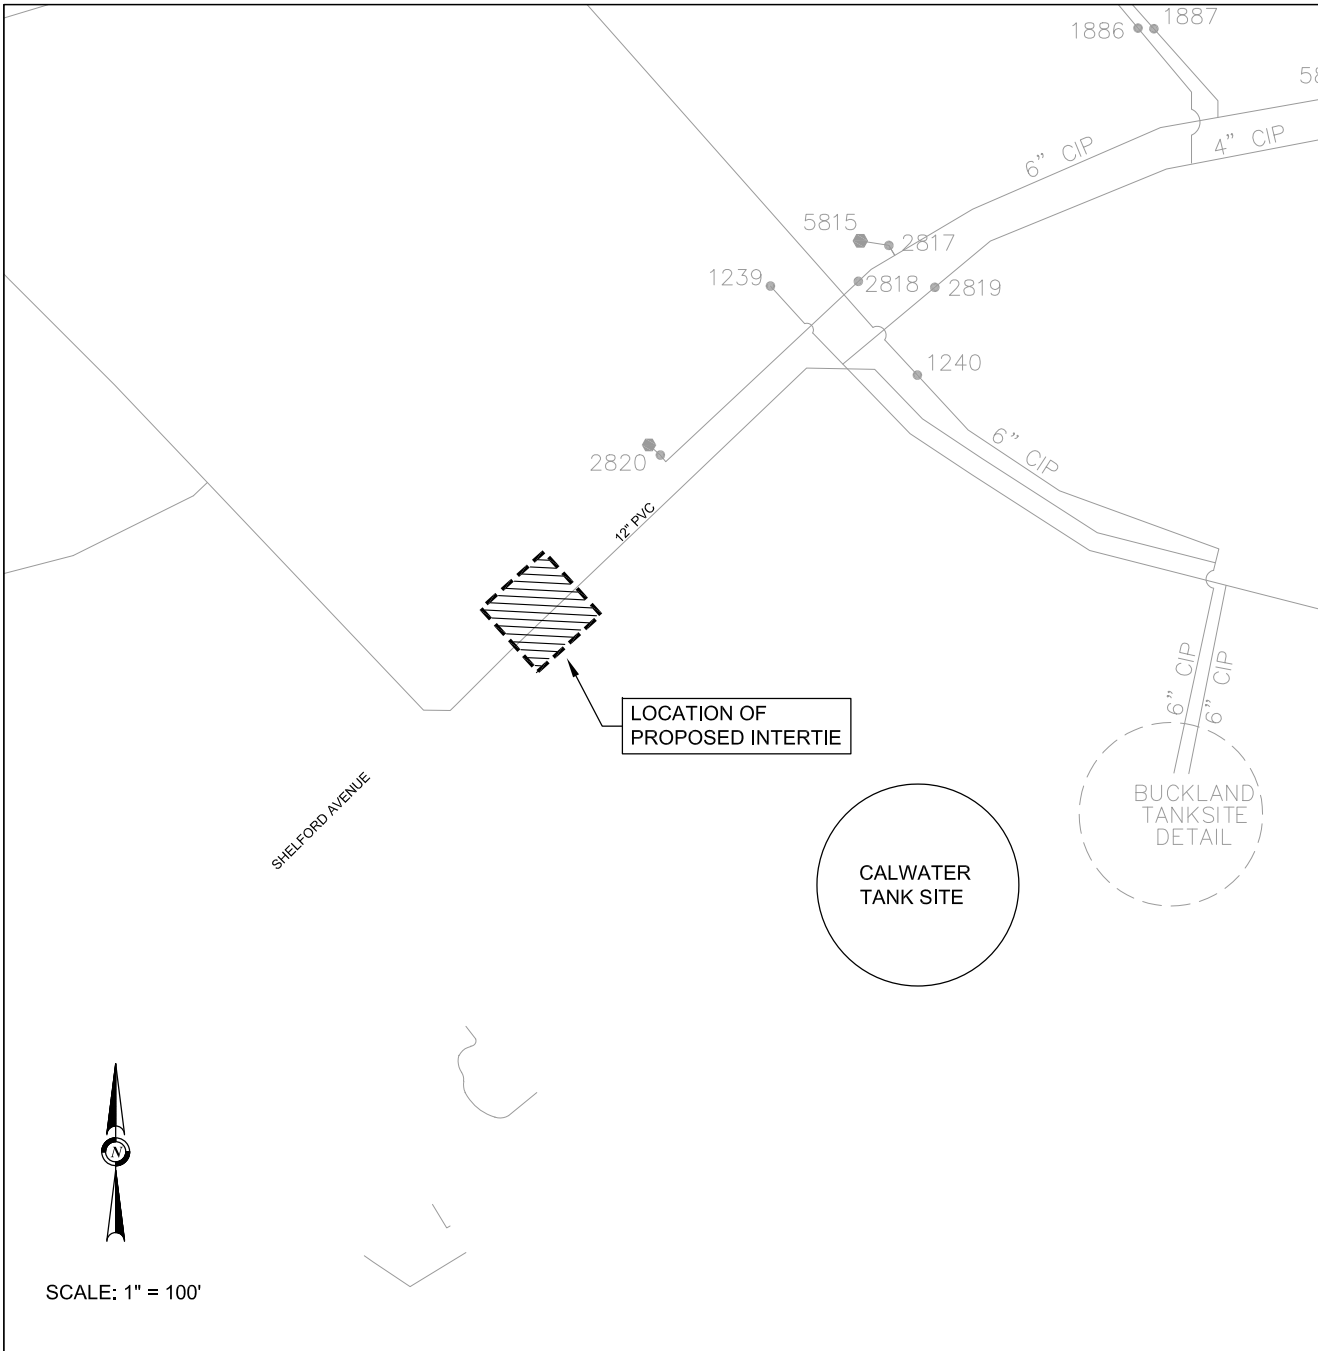 1887
1886
58
6" CIP
4" CIP
5815
2817
1239
2818
2819
1240
6" CIP
2820
12" PVC
6" CIP
6" CIP
LOCATION OF
PROPOSED INTERTIE
SHELFORD AVENUE
BUCKLAND
TANKSITE
DETAIL
CALWATER
TANK SITE
N
SCALE: 1" = 100'